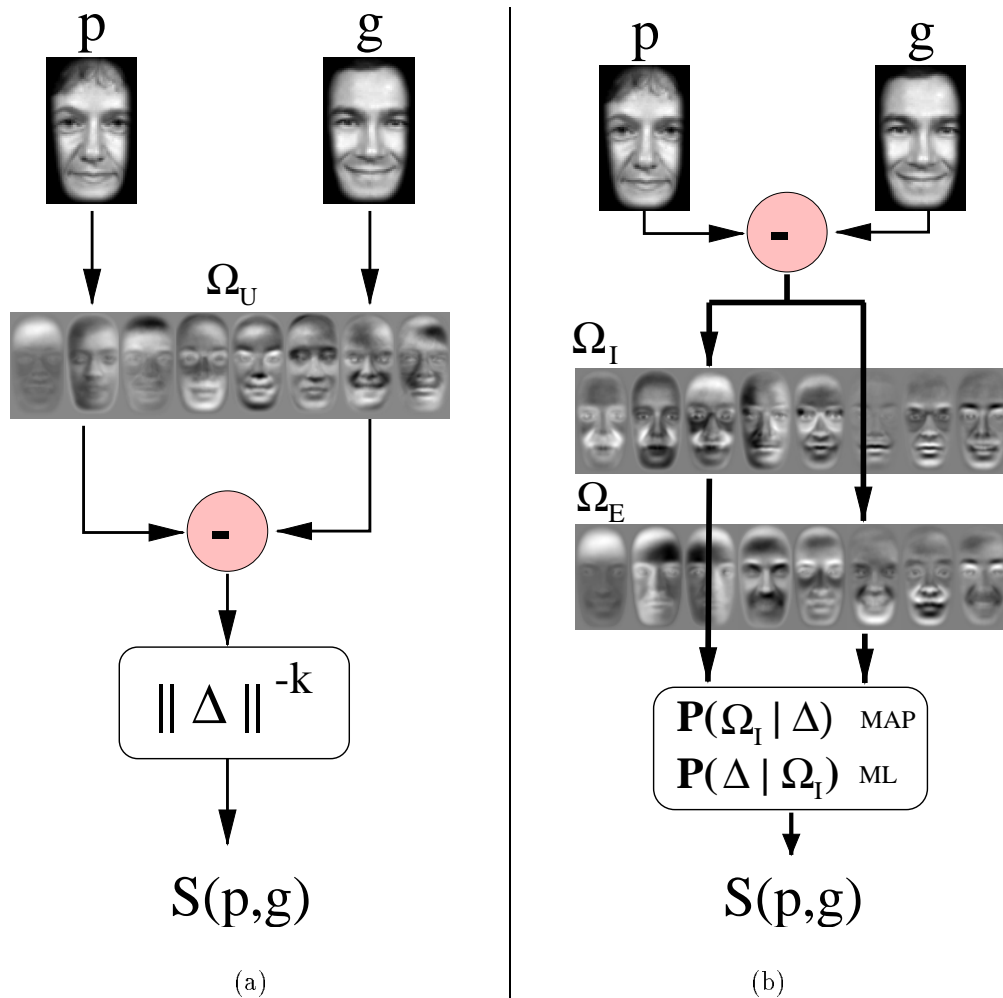 p g
Ω_U
-
‖ Δ ‖^-k
S(p,g)
(a)
p g
-
Ω_I
Ω_E
P(Ω_I | Δ) MAP
P(Δ | Ω_I) ML
S(p,g)
(b)